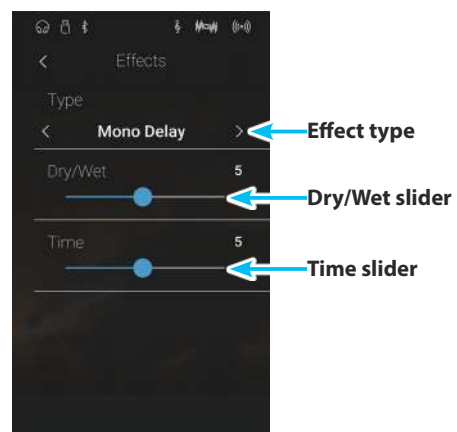 Effects
Type
Mono Delay
Effect type
Dry/Wet
5
Dry/Wet slider
Time
5
Time slider